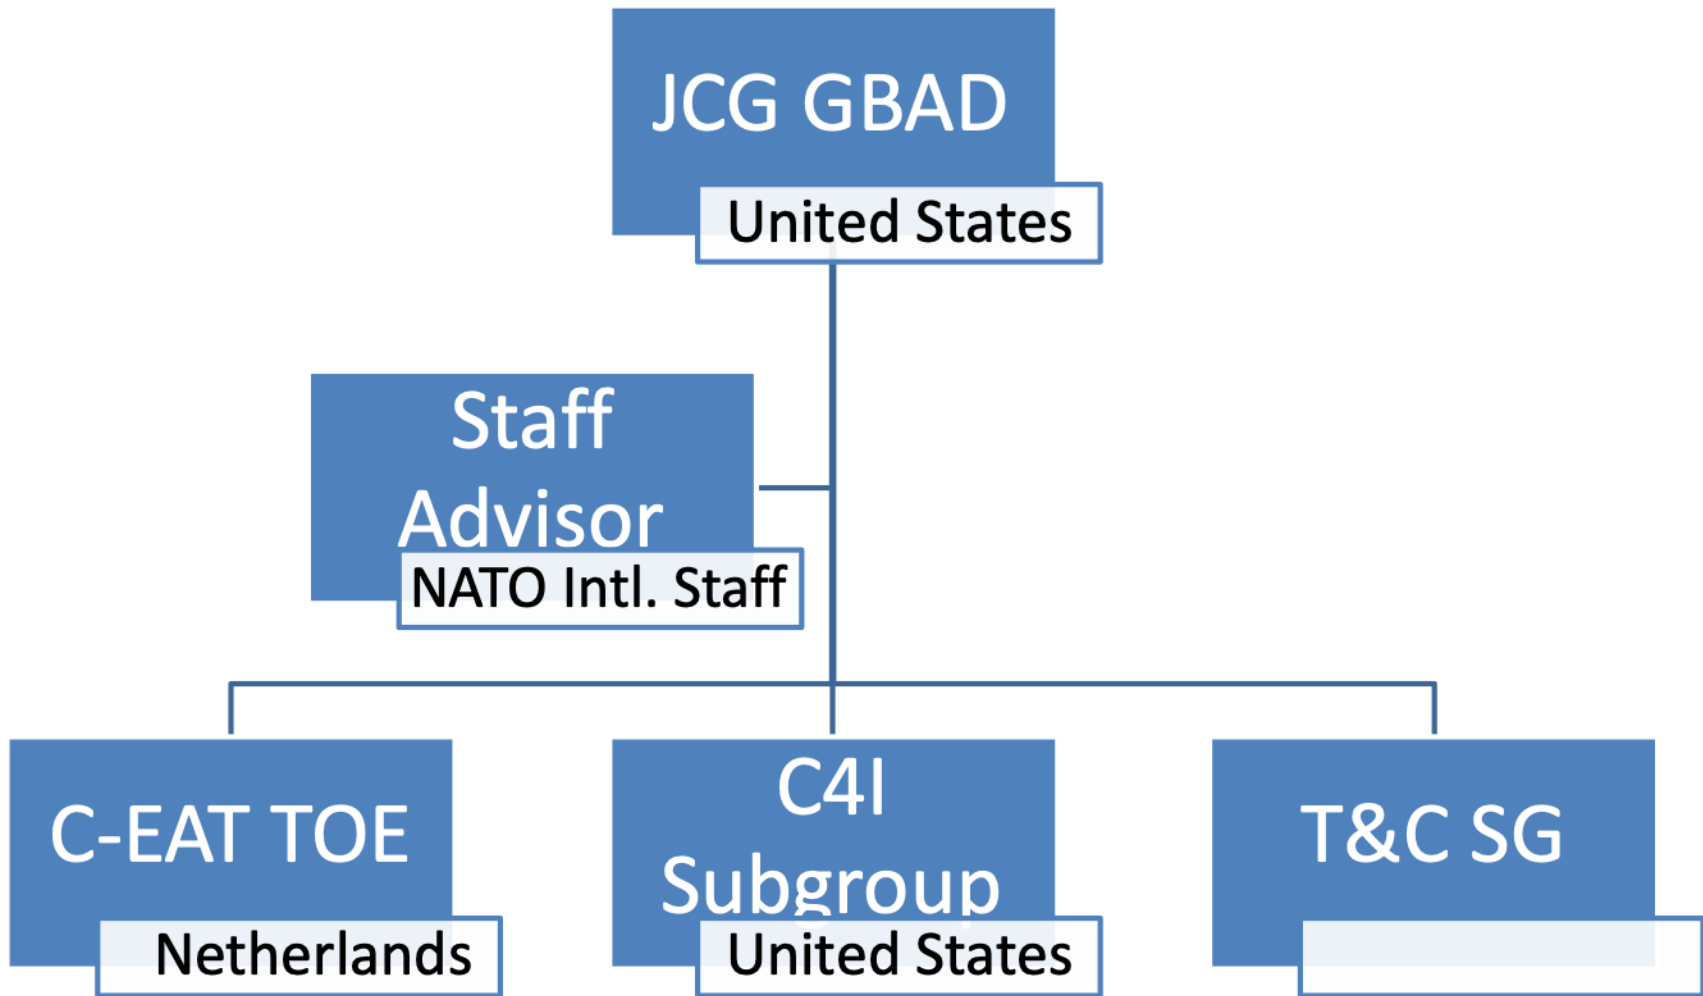 JCG GBAD
United States
Staff
Advisor
NATO Intl. Staff
C-EAT TOE
Netherlands
C4I
Subgroup
United States
T&C SG